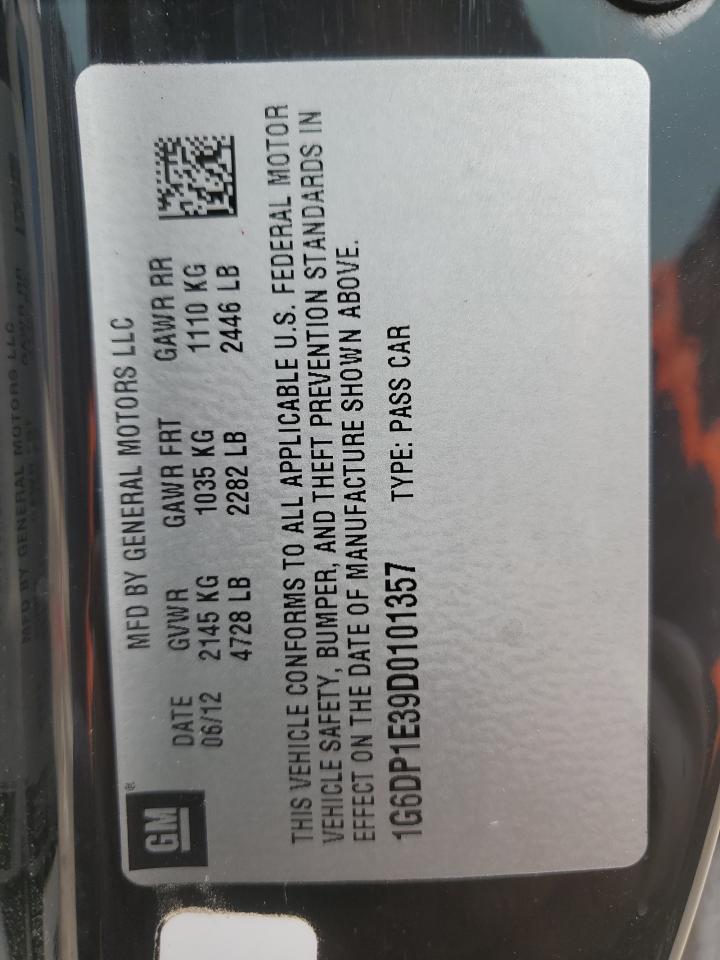 GM ®
MFD BY GENERAL MOTORS LLC
DATE GVWR GAWR FRT GAWR RR
06/12 2145 KG 1035 KG 1110 KG
4728 LB 2282 LB 2446 LB
THIS VEHICLE CONFORMS TO ALL APPLICABLE U.S. FEDERAL MOTOR
VEHICLE SAFETY, BUMPER, AND THEFT PREVENTION STANDARDS IN
EFFECT ON THE DATE OF MANUFACTURE SHOWN ABOVE.
1G6DP1E39D0101357 TYPE: PASS CAR